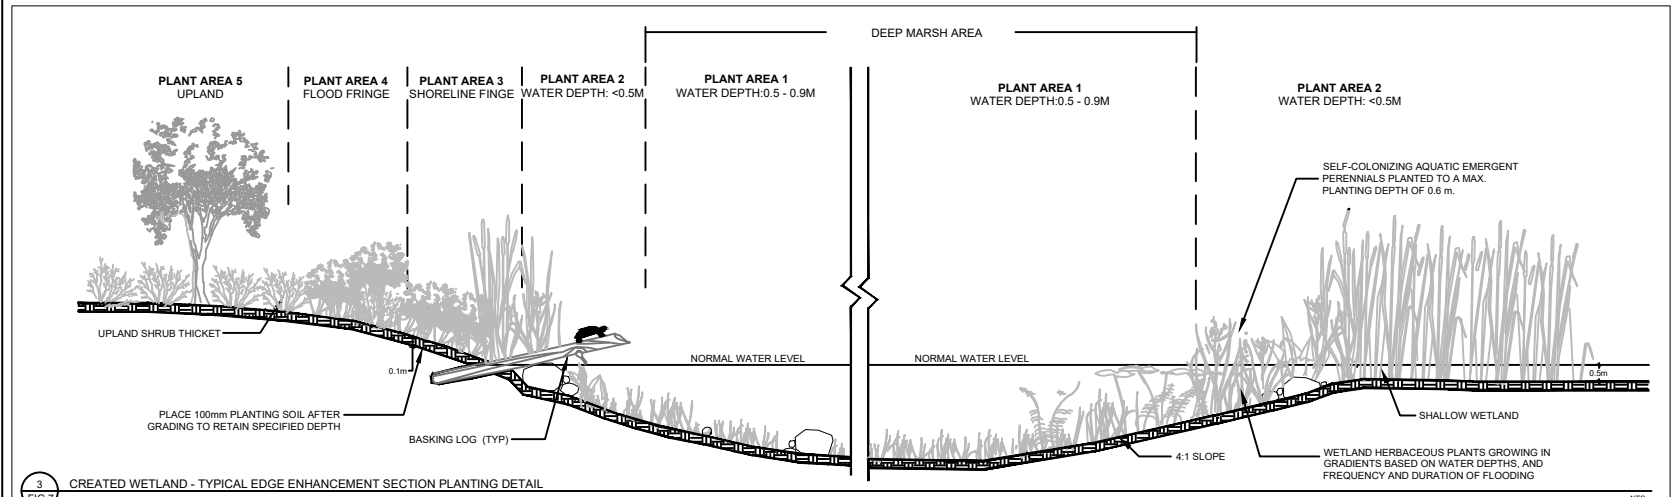 DEEP MARSH AREA
PLANT AREA 5
UPLAND
PLANT AREA 4
FLOOD FRINGE
PLANT AREA 3
SHORELINE FINGE
PLANT AREA 2
WATER DEPTH: <0.5M
PLANT AREA 1
WATER DEPTH:0.5 - 0.9M
PLANT AREA 1
WATER DEPTH:0.5 - 0.9M
PLANT AREA 2
WATER DEPTH: <0.5M
SELF-COLONIZING AQUATIC EMERGENT
PERENNIALS PLANTED TO A MAX.
PLANTING DEPTH OF 0.6 m.
UPLAND SHRUB THICKET
NORMAL WATER LEVEL
NORMAL WATER LEVEL
0.1m
0.5m
PLACE 100mm PLANTING SOIL AFTER
GRADING TO RETAIN SPECIFIED DEPTH
BASKING LOG (TYP)
SHALLOW WETLAND
4:1 SLOPE
WETLAND HERBACEOUS PLANTS GROWING IN
GRADIENTS BASED ON WATER DEPTHS, AND
FREQUENCY AND DURATION OF FLOODING
3
FIG 7
CREATED WETLAND - TYPICAL EDGE ENHANCEMENT SECTION PLANTING DETAIL
NTS